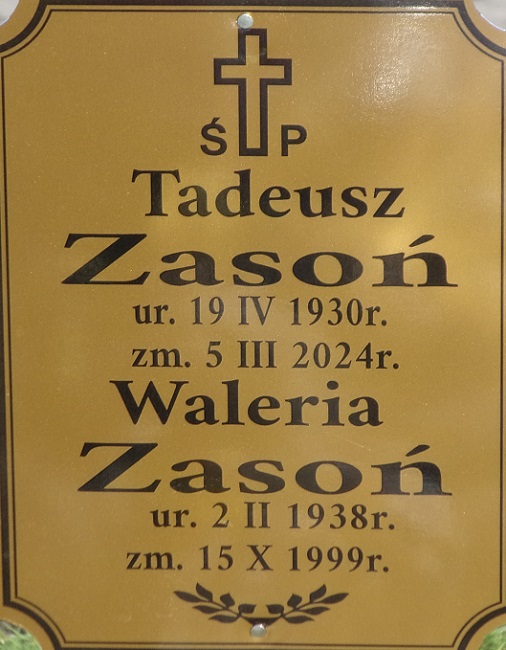 Ś P
Tadeusz
Zasoń
ur. 19 IV 1930r.
zm. 5 III 2024r.
Waleria
Zasoń
ur. 2 II 1938r.
zm. 15 X 1999r.